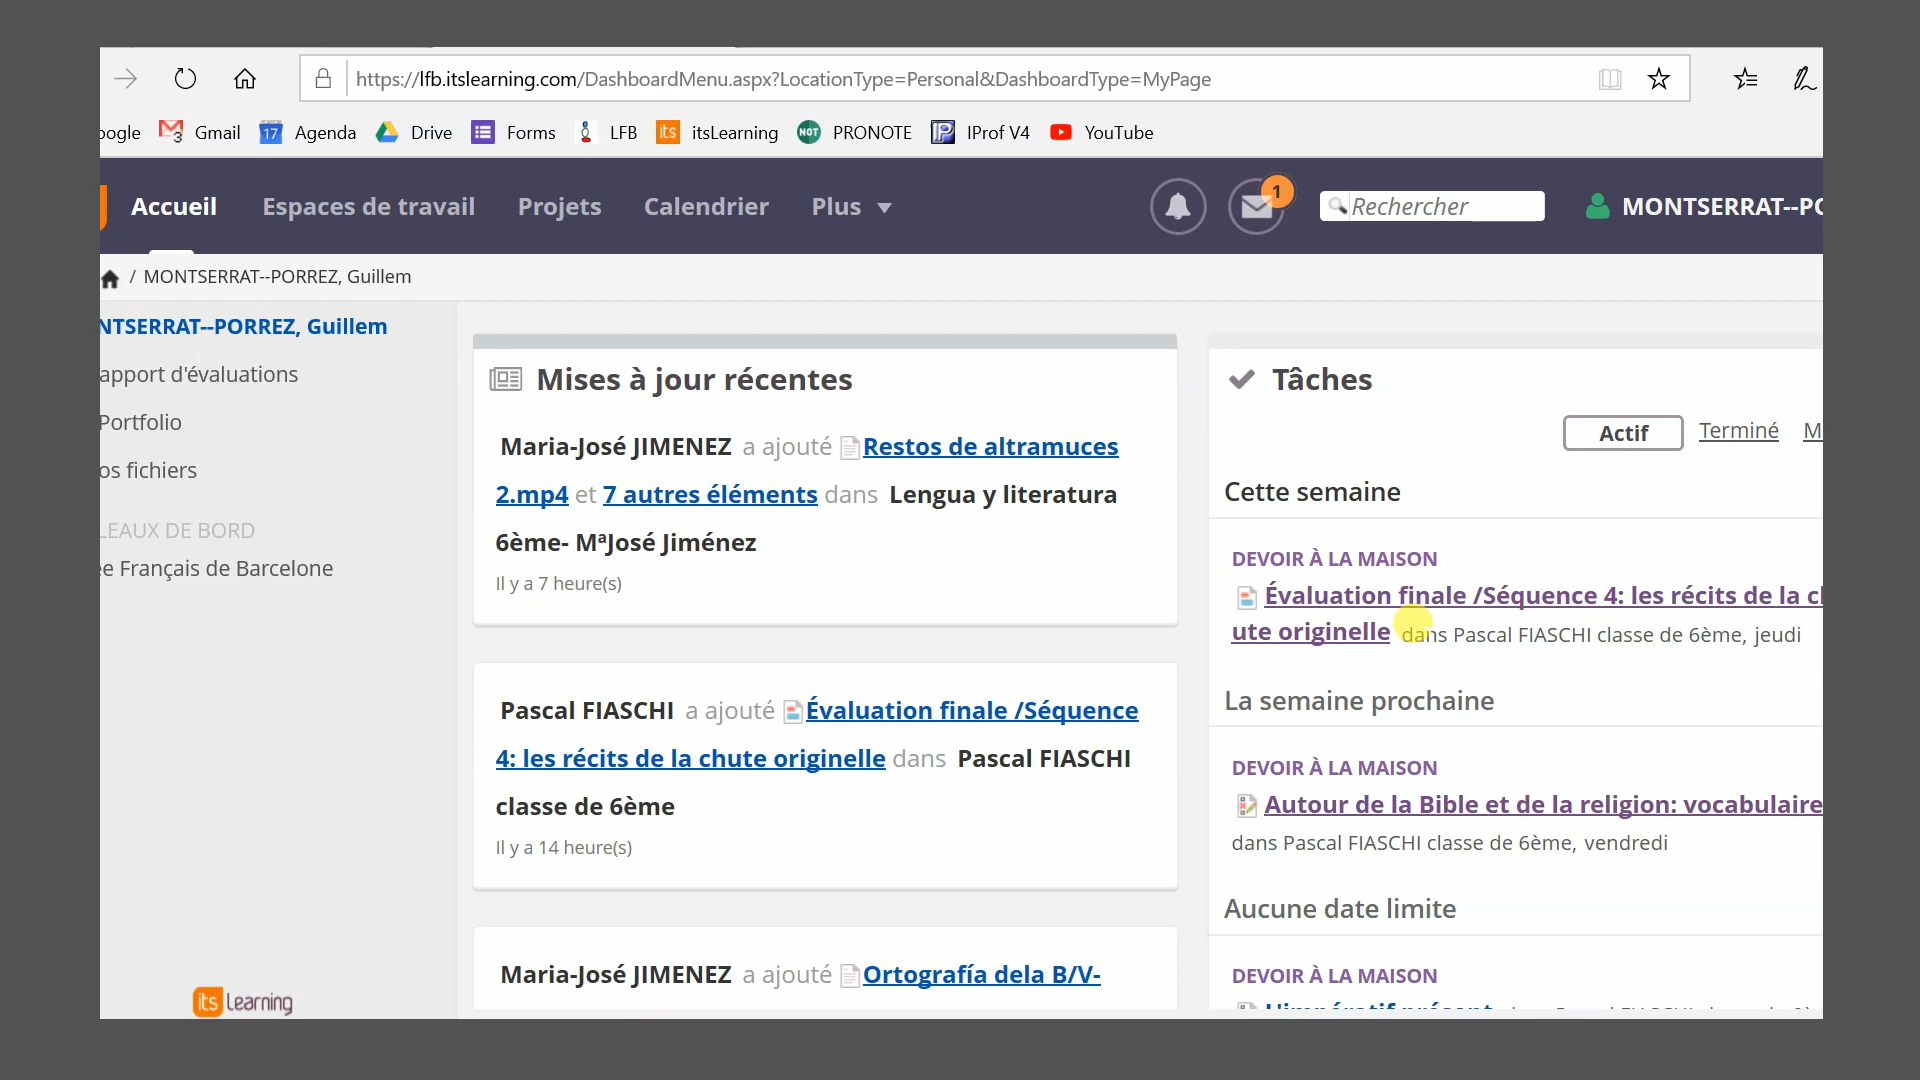 https://lfb.itslearning.com/DashboardMenu.aspx?LocationType=Personal&DashboardType=MyPage
oogle Gmail 17 Agenda Drive Forms LFB its itsLearning NOT PRONOTE IProf V4 YouTube
Accueil Espaces de travail Projets Calendrier Plus 1 Rechercher MONTSERRAT--PO
/ MONTSERRAT--PORREZ, Guillem
NTSERRAT--PORREZ, Guillem
apport d'évaluations
Portfolio
os fichiers
LEAUX DE BORD
e Français de Barcelone
its Learning
Mises à jour récentes
Maria-José JIMENEZ a ajouté Restos de altramuces
2.mp4 et 7 autres éléments dans Lengua y literatura
6ème- MªJosé Jiménez
Il y a 7 heure(s)
Pascal FIASCHI a ajouté Évaluation finale /Séquence
4: les récits de la chute originelle dans Pascal FIASCHI
classe de 6ème
Il y a 14 heure(s)
Maria-José JIMENEZ a ajouté Ortografía dela B/V-
Tâches
Actif Terminé M
Cette semaine
DEVOIR À LA MAISON
Évaluation finale /Séquence 4: les récits de la ch
ute originelle dans Pascal FIASCHI classe de 6ème, jeudi
La semaine prochaine
DEVOIR À LA MAISON
Autour de la Bible et de la religion: vocabulaire
dans Pascal FIASCHI classe de 6ème, vendredi
Aucune date limite
DEVOIR À LA MAISON
L'impératif présent